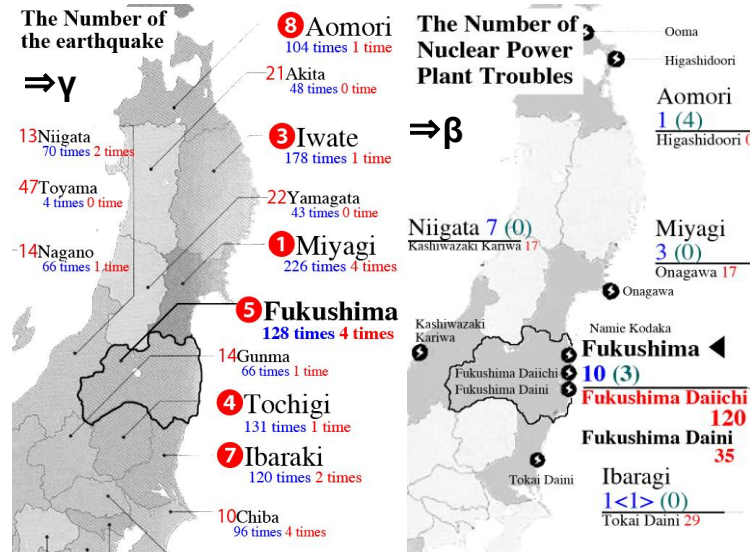 The Number of
the earthquake
⇒γ
8 Aomori
104 times 1 time
21 Akita
48 times 0 time
13 Niigata
70 times 2 times
3 Iwate
178 times 1 time
47 Toyama
4 times 0 time
22 Yamagata
43 times 0 time
14 Nagano
66 times 1 time
1 Miyagi
226 times 4 times
5 Fukushima
128 times 4 times
14 Gunma
66 times 1 time
4 Tochigi
131 times 1 time
7 Ibaraki
120 times 2 times
10 Chiba
96 times 4 times
The Number of
Nuclear Power
Plant Troubles
⇒β
Ooma
Higashidoori
Aomori
1 (4)
Higashidoori 0
Niigata 7 (0)
Kashiwazaki Kariwa 17
Miyagi
3 (0)
Onagawa 17
Onagawa
Kashiwazaki
Kariwa
Namie Kodaka
Fukushima ◀
10 (3)
Fukushima Daiichi
Fukushima Daini
Fukushima Daiichi
120
Fukushima Daini
35
Tokai Daini
Ibaragi
1<1> (0)
Tokai Daini 29